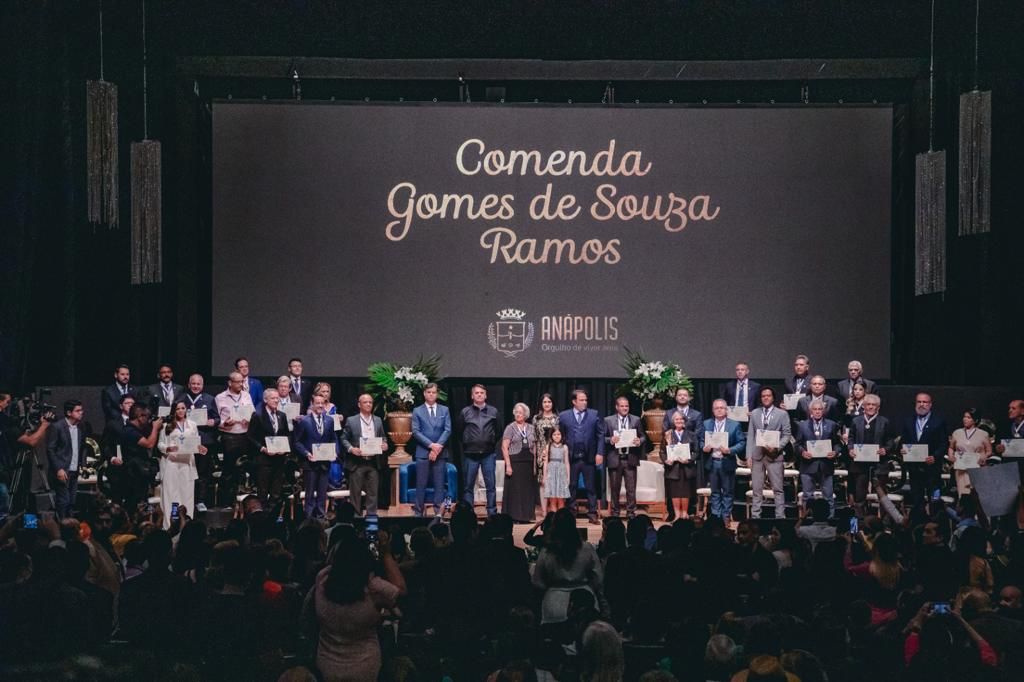 Comenda
Gomes de Souza
Ramos
ANÁPOLIS
Orgulho de viver aqui